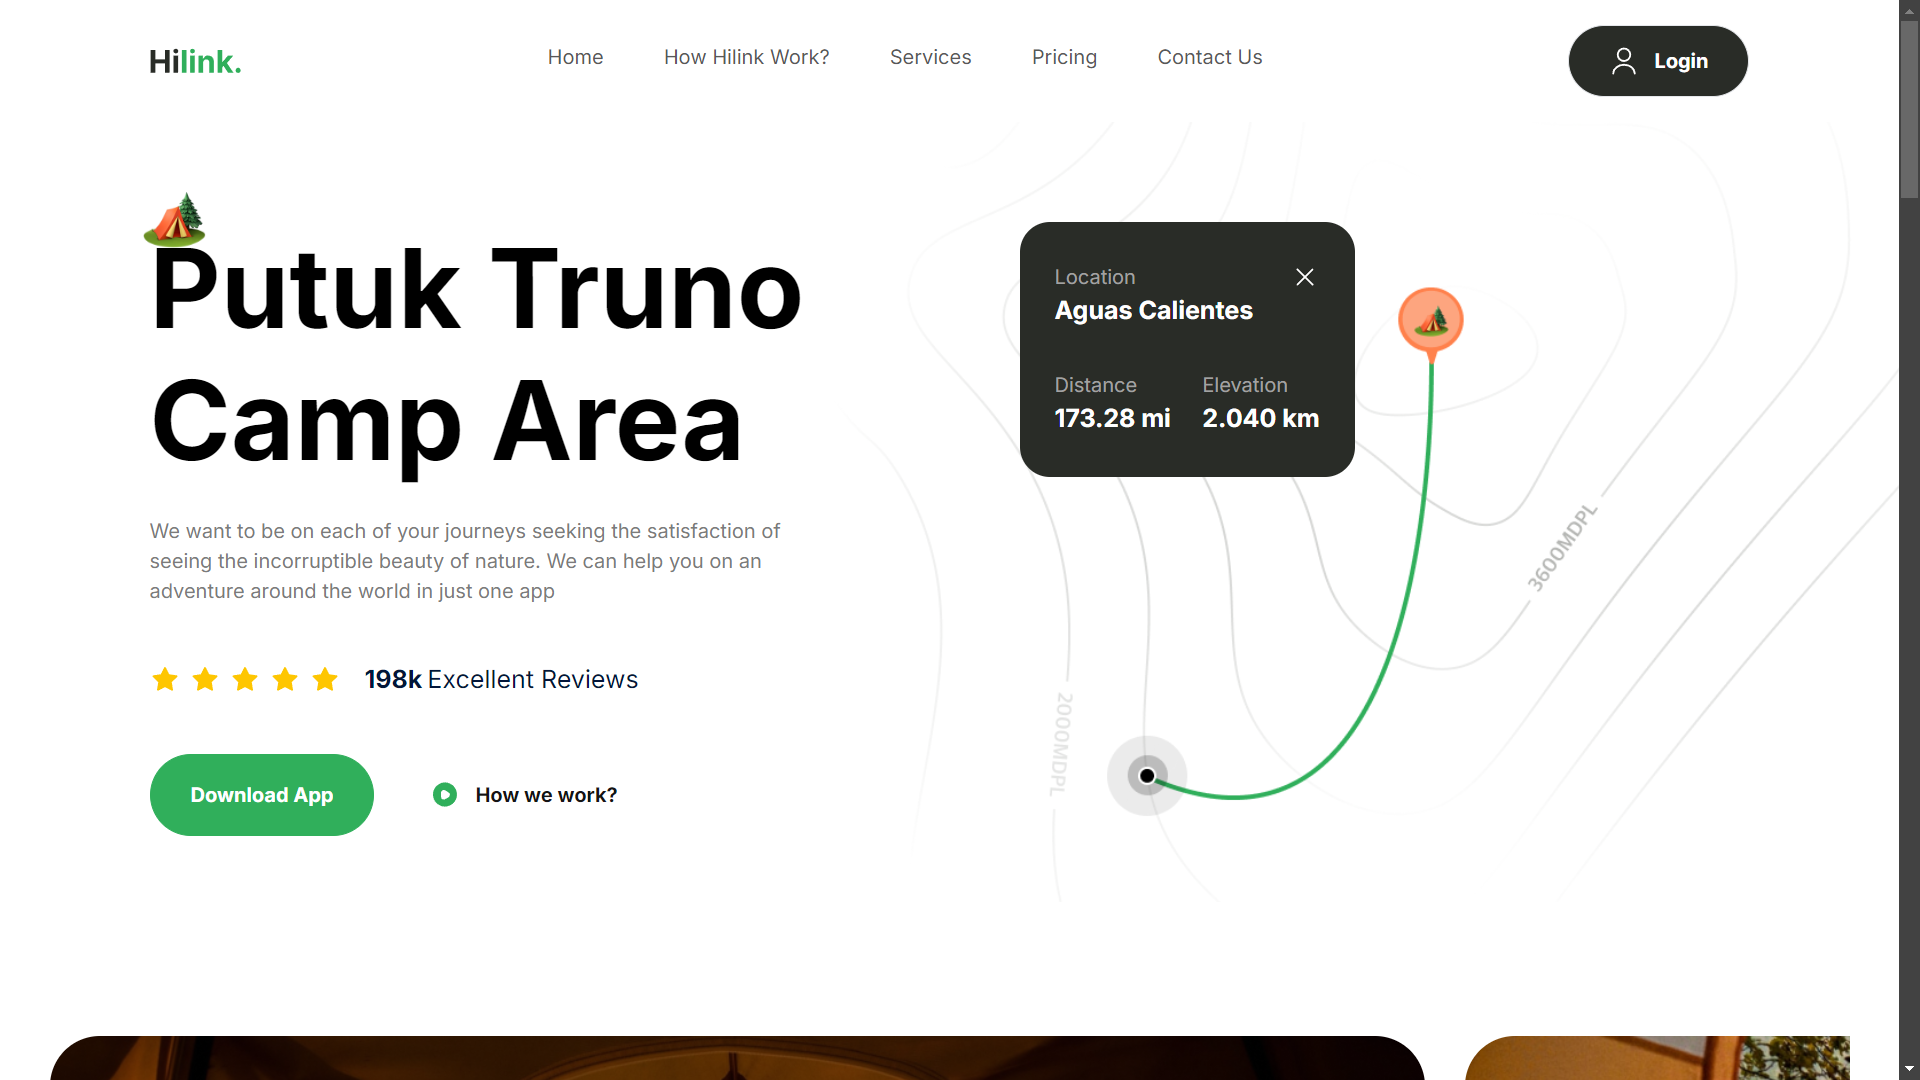 Hilink.
Home
How Hilink Work?
Services
Pricing
Contact Us
Login
Putuk Truno
Camp Area
We want to be on each of your journeys seeking the satisfaction of
seeing the incorruptible beauty of nature. We can help you on an
adventure around the world in just one app
198k Excellent Reviews
Download App
How we work?
Location
Aguas Calientes
Distance
Elevation
173.28 mi
2.040 km
3600MDPL
2000MDPL